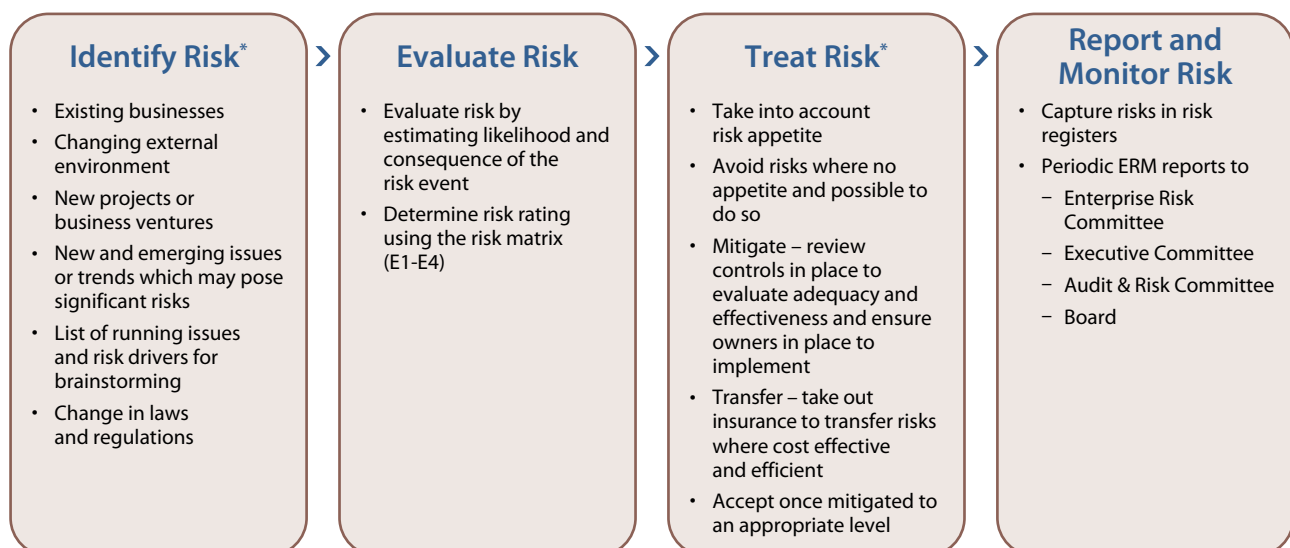 Identify Risk*
• Existing businesses
• Changing external
environment
• New projects or
business ventures
• New and emerging issues
or trends which may pose
significant risks
• List of running issues
and risk drivers for
brainstorming
• Change in laws
and regulations
›
Evaluate Risk
• Evaluate risk by
estimating likelihood and
consequence of the
risk event
• Determine risk rating
using the risk matrix
(E1-E4)
›
Treat Risk*
• Take into account
risk appetite
• Avoid risks where no
appetite and possible to
do so
• Mitigate – review
controls in place to
evaluate adequacy and
effectiveness and ensure
owners in place to
implement
• Transfer – take out
insurance to transfer risks
where cost effective
and efficient
• Accept once mitigated to
an appropriate level
›
Report and
Monitor Risk
• Capture risks in risk
registers
• Periodic ERM reports to
– Enterprise Risk
Committee
– Executive Committee
– Audit & Risk Committee
– Board